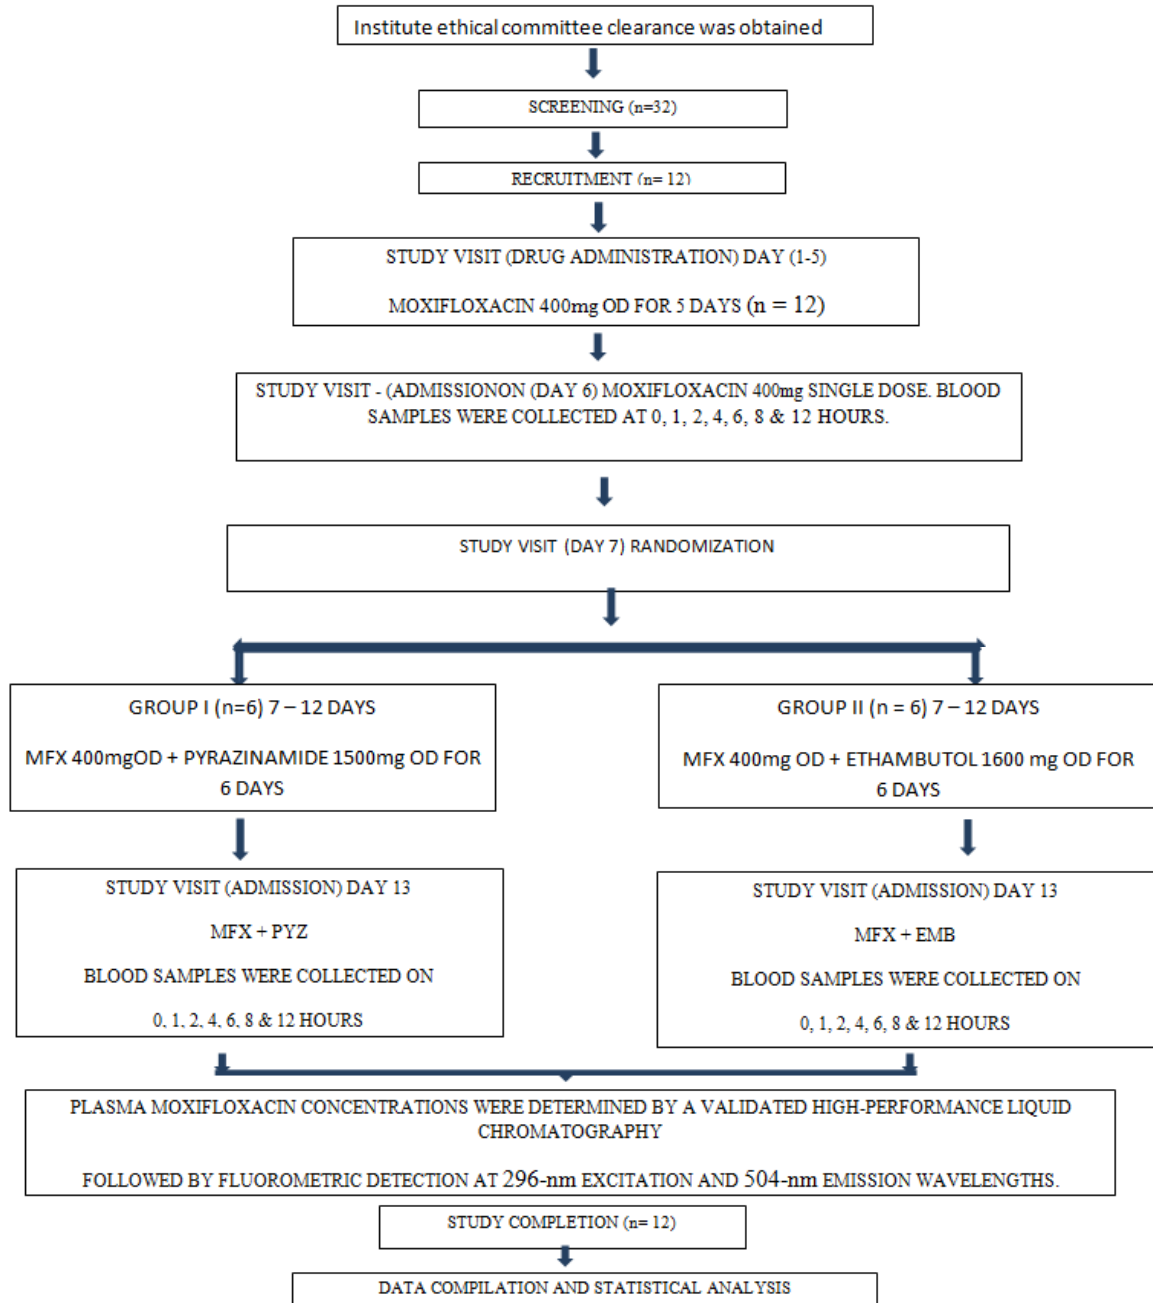 Institute ethical committee clearance was obtained
SCREENING (n=32)
RECRUITMENT (n= 12)
STUDY VISIT (DRUG ADMINISTRATION) DAY (1-5)
MOXIFLOXACIN 400mg OD FOR 5 DAYS (n = 12)
STUDY VISIT - (ADMISSIONON (DAY 6) MOXIFLOXACIN 400mg SINGLE DOSE. BLOOD
SAMPLES WERE COLLECTED AT 0, 1, 2, 4, 6, 8 & 12 HOURS.
STUDY VISIT (DAY 7) RANDOMIZATION
GROUP I (n=6) 7 – 12 DAYS
MFX 400mgOD + PYRAZINAMIDE 1500mg OD FOR
6 DAYS
GROUP II (n = 6) 7 – 12 DAYS
MFX 400mg OD + ETHAMBUTOL 1600 mg OD FOR
6 DAYS
STUDY VISIT (ADMISSION) DAY 13
MFX + PYZ
BLOOD SAMPLES WERE COLLECTED ON
0, 1, 2, 4, 6, 8 & 12 HOURS
STUDY VISIT (ADMISSION) DAY 13
MFX + EMB
BLOOD SAMPLES WERE COLLECTED ON
0, 1, 2, 4, 6, 8 & 12 HOURS
PLASMA MOXIFLOXACIN CONCENTRATIONS WERE DETERMINED BY A VALIDATED HIGH-PERFORMANCE LIQUID
CHROMATOGRAPHY
FOLLOWED BY FLUOROMETRIC DETECTION AT 296-nm EXCITATION AND 504-nm EMISSION WAVELENGTHS.
STUDY COMPLETION (n= 12)
DATA COMPILATION AND STATISTICAL ANALYSIS